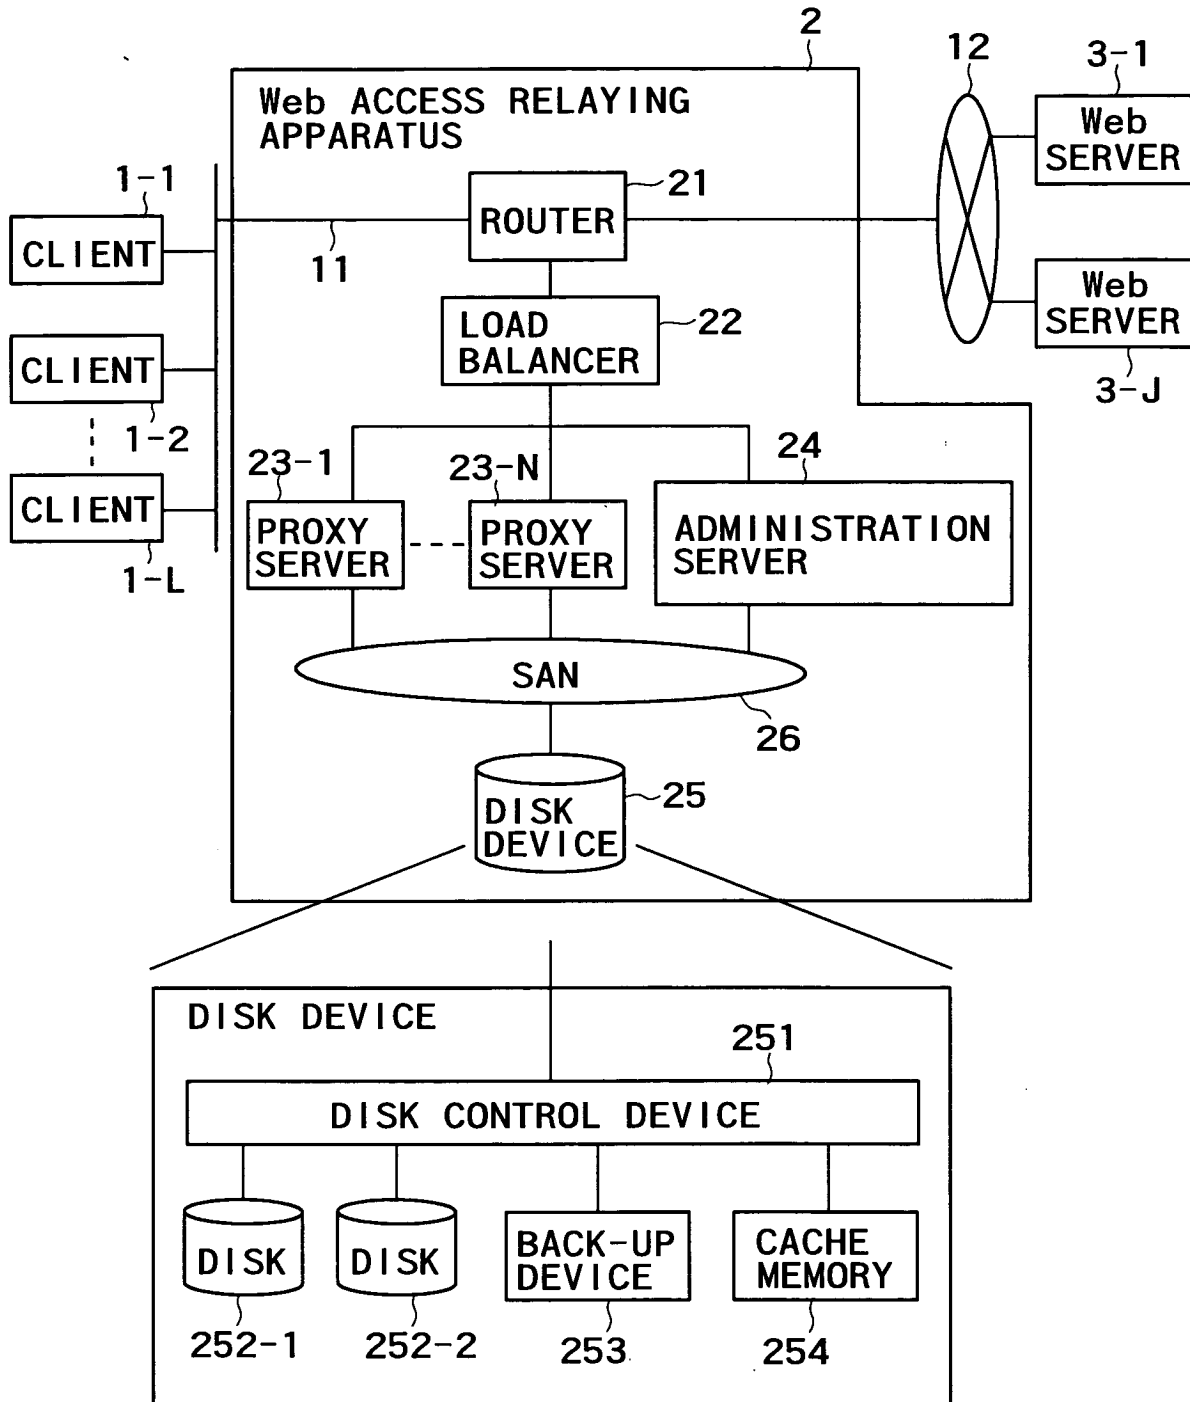 2
12
3-1
Web ACCESS RELAYING
APPARATUS
Web
SERVER
1-1
21
CLIENT
ROUTER
11
Web
SERVER
3-J
22
LOAD
BALANCER
CLIENT
1-2
23-1
23-N
24
CLIENT
1-L
PROXY
SERVER
PROXY
SERVER
ADMINISTRATION
SERVER
SAN
26
25
DISK
DEVICE
DISK DEVICE
251
DISK CONTROL DEVICE
DISK
DISK
BACK-UP
DEVICE
CACHE
MEMORY
252-1
252-2
253
254